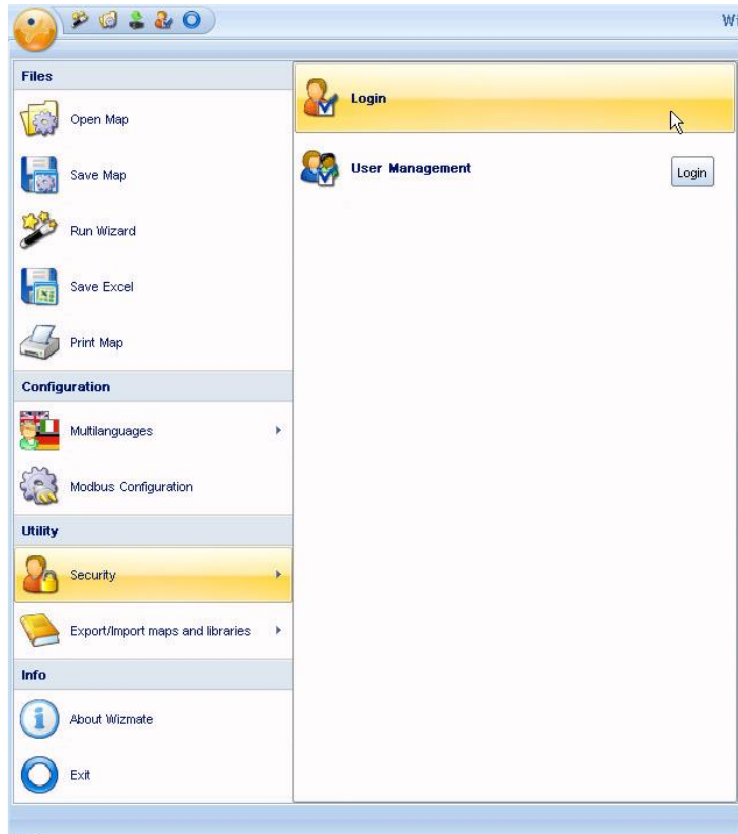 Wi
Files
Open Map
Save Map
Run Wizard
Save Excel
Print Map
Configuration
Multilanguages
Modbus Configuration
Utility
Security
Export/Import maps and libraries
Info
About Wizmate
Exit
Login
User Management
Login